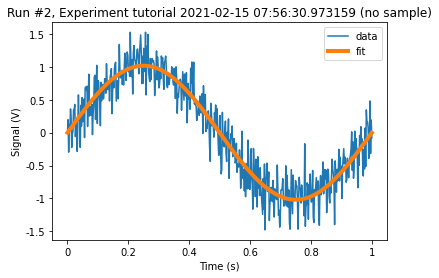 Run #2, Experiment tutorial 2021-02-15 07:56:30.973159 (no sample)
data
fit
Signal (V)
1.5
1
0.5
0
-0.5
-1
-1.5
0
0.2
0.4
0.6
0.8
1
Time (s)